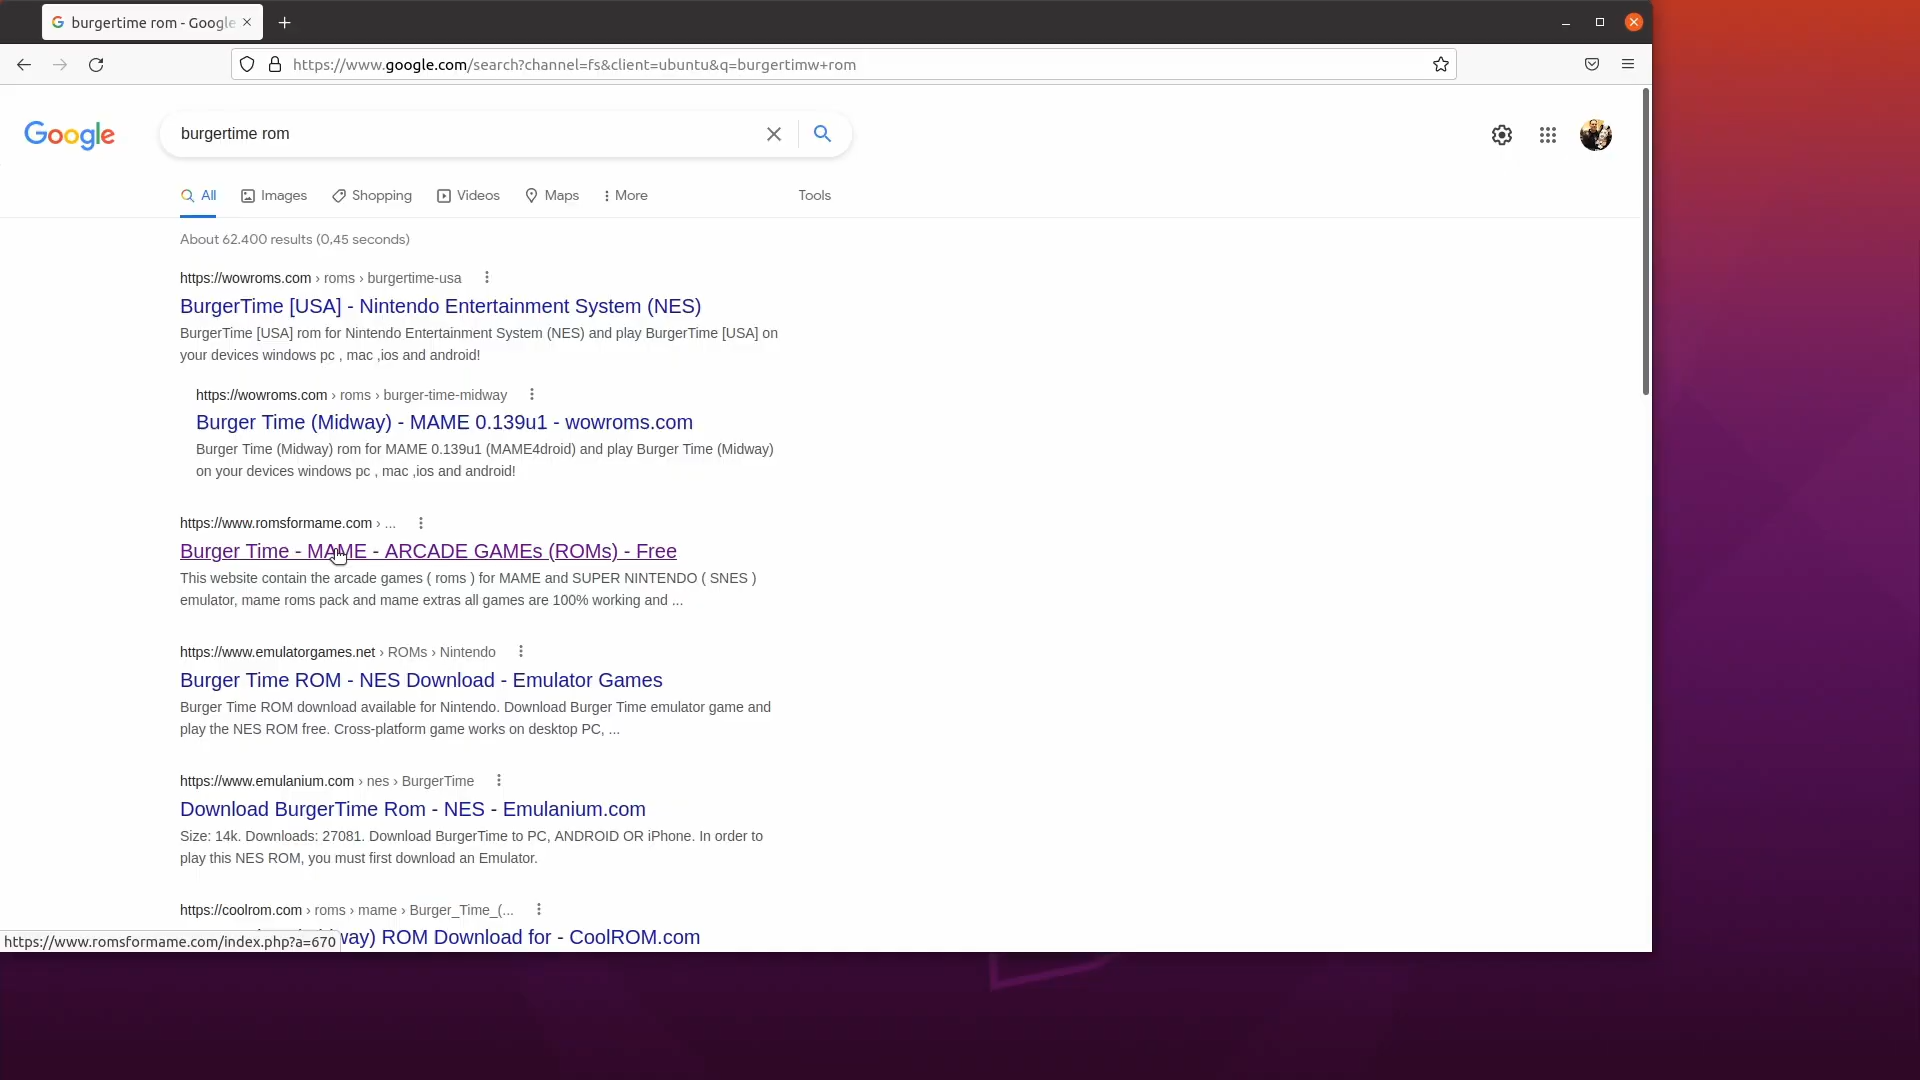 burgertime rom - Google
https://www.google.com/search?channel=fs&client=ubuntu&q=burgertimw+rom
Google
burgertime rom
All Images Shopping Videos Maps More Tools
About 62.400 results (0,45 seconds)
https://wowroms.com › roms › burgertime-usa
BurgerTime [USA] - Nintendo Entertainment System (NES)
BurgerTime [USA] rom for Nintendo Entertainment System (NES) and play BurgerTime [USA] on
your devices windows pc , mac ,ios and android!
https://wowroms.com › roms › burger-time-midway
Burger Time (Midway) - MAME 0.139u1 - wowroms.com
Burger Time (Midway) rom for MAME 0.139u1 (MAME4droid) and play Burger Time (Midway)
on your devices windows pc , mac ,ios and android!
https://www.romsformame.com › ...
Burger Time - MAME - ARCADE GAMEs (ROMs) - Free
This website contain the arcade games ( roms ) for MAME and SUPER NINTENDO ( SNES )
emulator, mame roms pack and mame extras all games are 100% working and ...
https://www.emulatorgames.net › ROMs › Nintendo
Burger Time ROM - NES Download - Emulator Games
Burger Time ROM download available for Nintendo. Download Burger Time emulator game and
play the NES ROM free. Cross-platform game works on desktop PC, ...
https://www.emulanium.com › nes › BurgerTime
Download BurgerTime Rom - NES - Emulanium.com
Size: 14k. Downloads: 27081. Download BurgerTime to PC, ANDROID OR iPhone. In order to
play this NES ROM, you must first download an Emulator.
https://coolrom.com › roms › mame › Burger_Time_(...
way) ROM Download for - CoolROM.com
https://www.romsformame.com/index.php?a=670